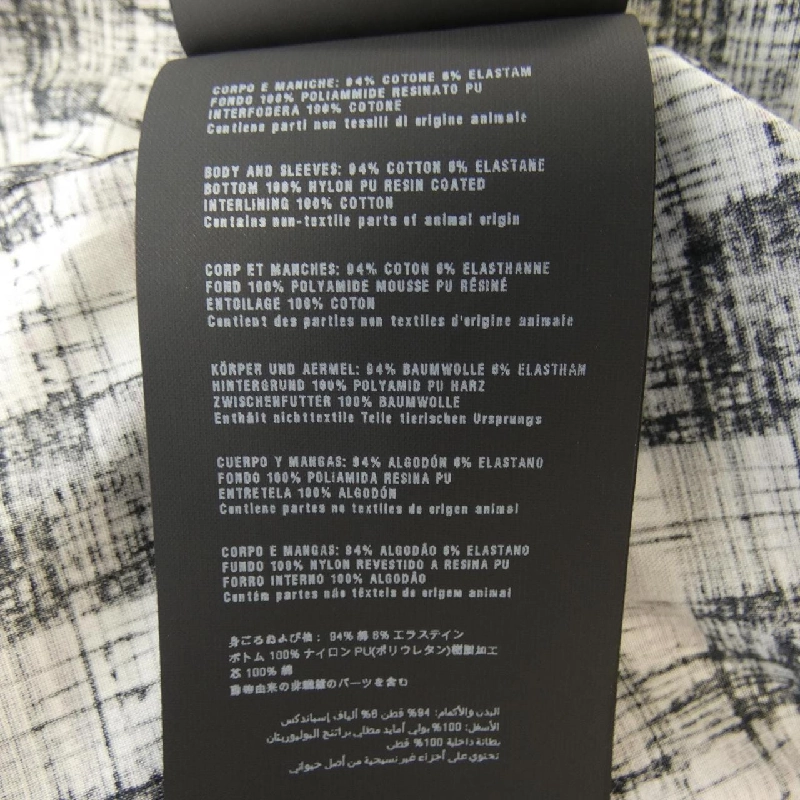 CORPO E MANICHE: 94% COTONE 6% ELASTAM
FONDO 100% POLIAMMIDE RESINATO PU
INTERFODERA 100% COTONE
Contiene parti non tessili di origine animale
BODY AND SLEEVES: 94% COTTON 6% ELASTANE
BOTTOM 100% NYLON PU RESIN COATED
INTERLINING 100% COTTON
Contains non-textile parts of animal origin
CORP ET MANCHES: 94% COTON 6% ELASTHANNE
FOND 100% POLYAMIDE MOUSSE PU RÉSINÉ
ENTOILAGE 100% COTON
Contient des parties non textiles d'origine animale
KÖRPER UND AERMEL: 94% BAUMWOLLE 6% ELASTHAN
HINTERGRUND 100% POLYAMID PU HARZ
ZWISCHENFUTTER 100% BAUMWOLLE
Enthält nichttextile Teile tierischen Ursprungs
CUERPO Y MANGAS: 94% ALGODÓN 6% ELASTANO
FONDO 100% POLIAMIDA RESINA PU
ENTRETELA 100% ALGODÓN
Contiene partes no textiles de origen animal
CORPO E MANGAS: 94% ALGODÃO 6% ELASTANO
FUNDO 100% NYLON REVESTIDO A RESINA PU
FORRO INTERNO 100% ALGODÃO
Contém partes não têxteis de origem animal
身ごろおよび袖： 94% 綿 6% エラステイン
ボトム 100% ナイロン PU(ポリウレタン)樹脂加工
芯 100% 綿
動物由来の非繊維のパーツを含む
البدن والأكمام: 94% قطن 6% ألياف إسباندكس
الأسفل: 100% بولي أمايد مطلي براتنج البوليوريثان
بطانة داخلية 100% قطن
تحتوي على أجزاء غير نسيجية من أصل حيواني